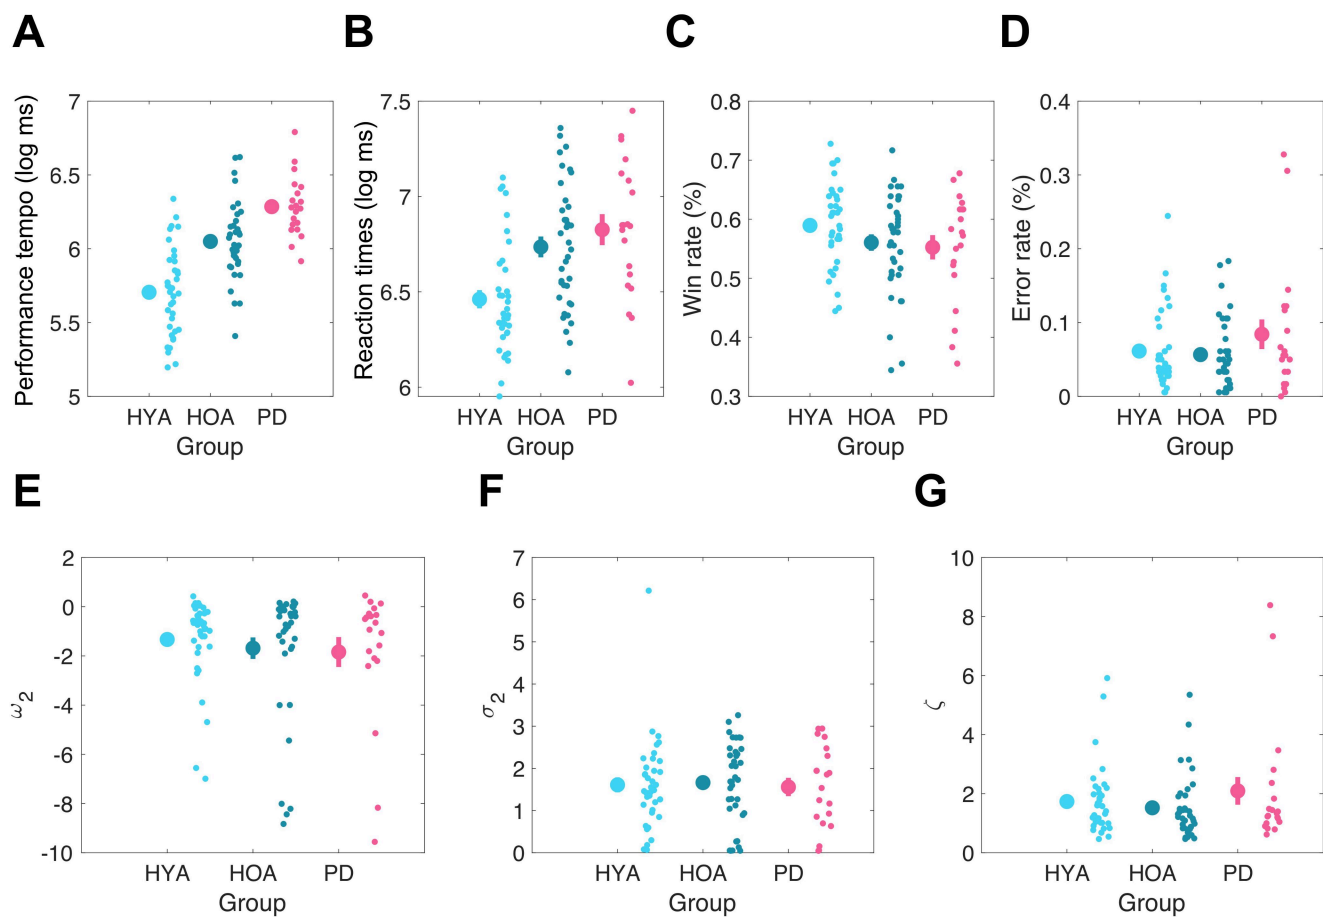 A
B
C
D
Performance tempo (log ms)
7
6.5
6
5.5
5
HYA HOA PD
Group
Reaction times (log ms)
7.5
7
6.5
6
HYA HOA PD
Group
Win rate (%)
0.8
0.7
0.6
0.5
0.4
0.3
HYA HOA PD
Group
Error rate (%)
0.4
0.3
0.2
0.1
0
HYA HOA PD
Group
E
F
G
ω2
2
0
-2
-4
-6
-8
-10
HYA HOA PD
Group
σ2
7
6
5
4
3
2
1
0
HYA HOA PD
Group
ζ
10
8
6
4
2
0
HYA HOA PD
Group